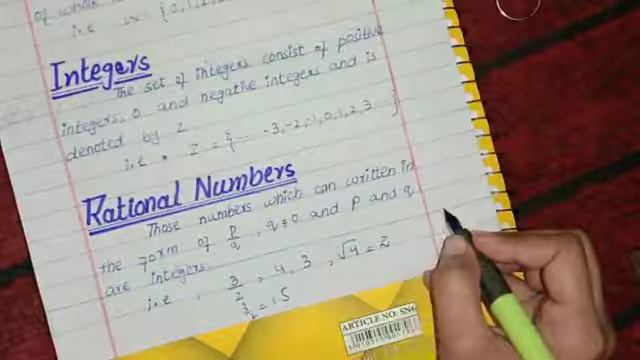 of whole
i.e
Integers
The set of integers consist of positive
integers, 0 and negative integers and is
denoted by Z
i.e. Z = {... -3,-2,-1,0,1,2,3 }
Rational Numbers
Those numbers which can written in
the form of p/q, q≠0 and p and q
are integers
i.e , 3/2 , 4, 3 , √4 = 2
3/2 = 1.5
ARTICLE NO: SN6